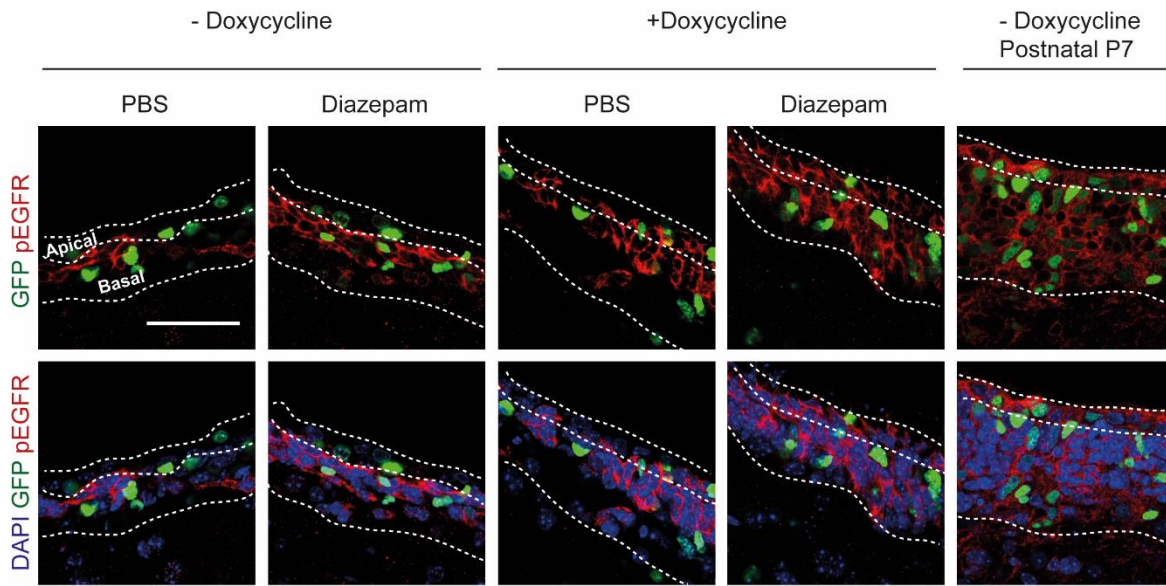 - Doxycycline
+Doxycycline
- Doxycycline
Postnatal P7
PBS
Diazepam
PBS
Diazepam
GFP pEGFR
Apical
Basal
DAPI GFP pEGFR